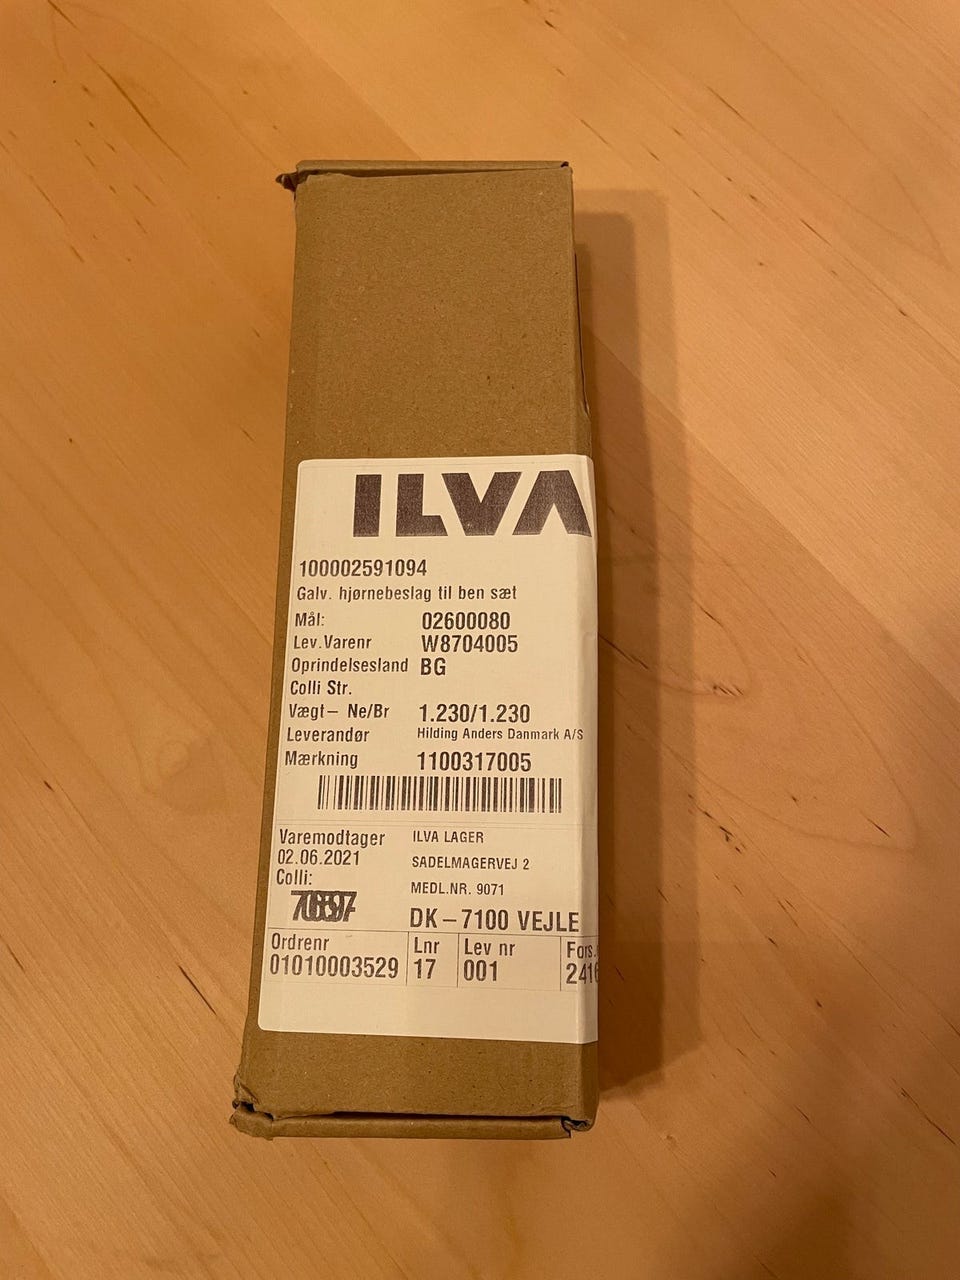 ILVA
100002591094
Galv. hjørnebeslag til ben sæt
Mål: 02600080
Lev.Varenr W8704005
Oprindelsesland BG
Colli Str.
Vægt- Ne/Br 1.230/1.230
Leverandør Hilding Anders Danmark A/S
Mærkning 1100317005
Varemodtager ILVA LAGER
02.06.2021 SADELMAGERVEJ 2
Colli: MEDL.NR. 9071
DK-7100 VEJLE
Ordrenr Lnr Lev nr Fors.
01010003529 17 001 2416